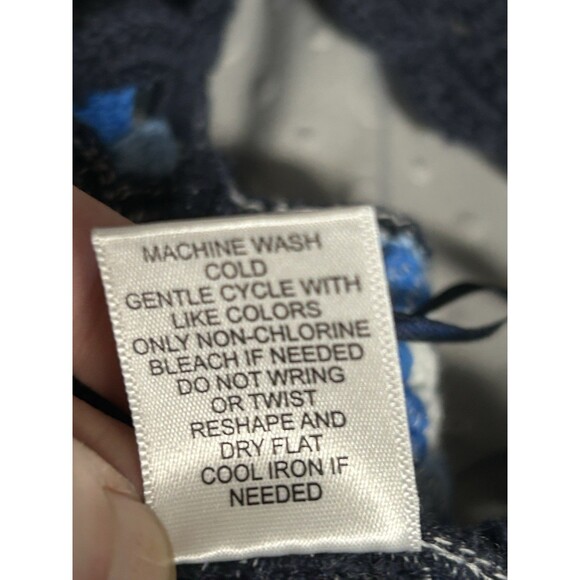 MACHINE WASH
COLD
GENTLE CYCLE WITH
LIKE COLORS
ONLY NON-CHLORINE
BLEACH IF NEEDED
DO NOT WRING
OR TWIST
RESHAPE AND
DRY FLAT
COOL IRON IF
NEEDED